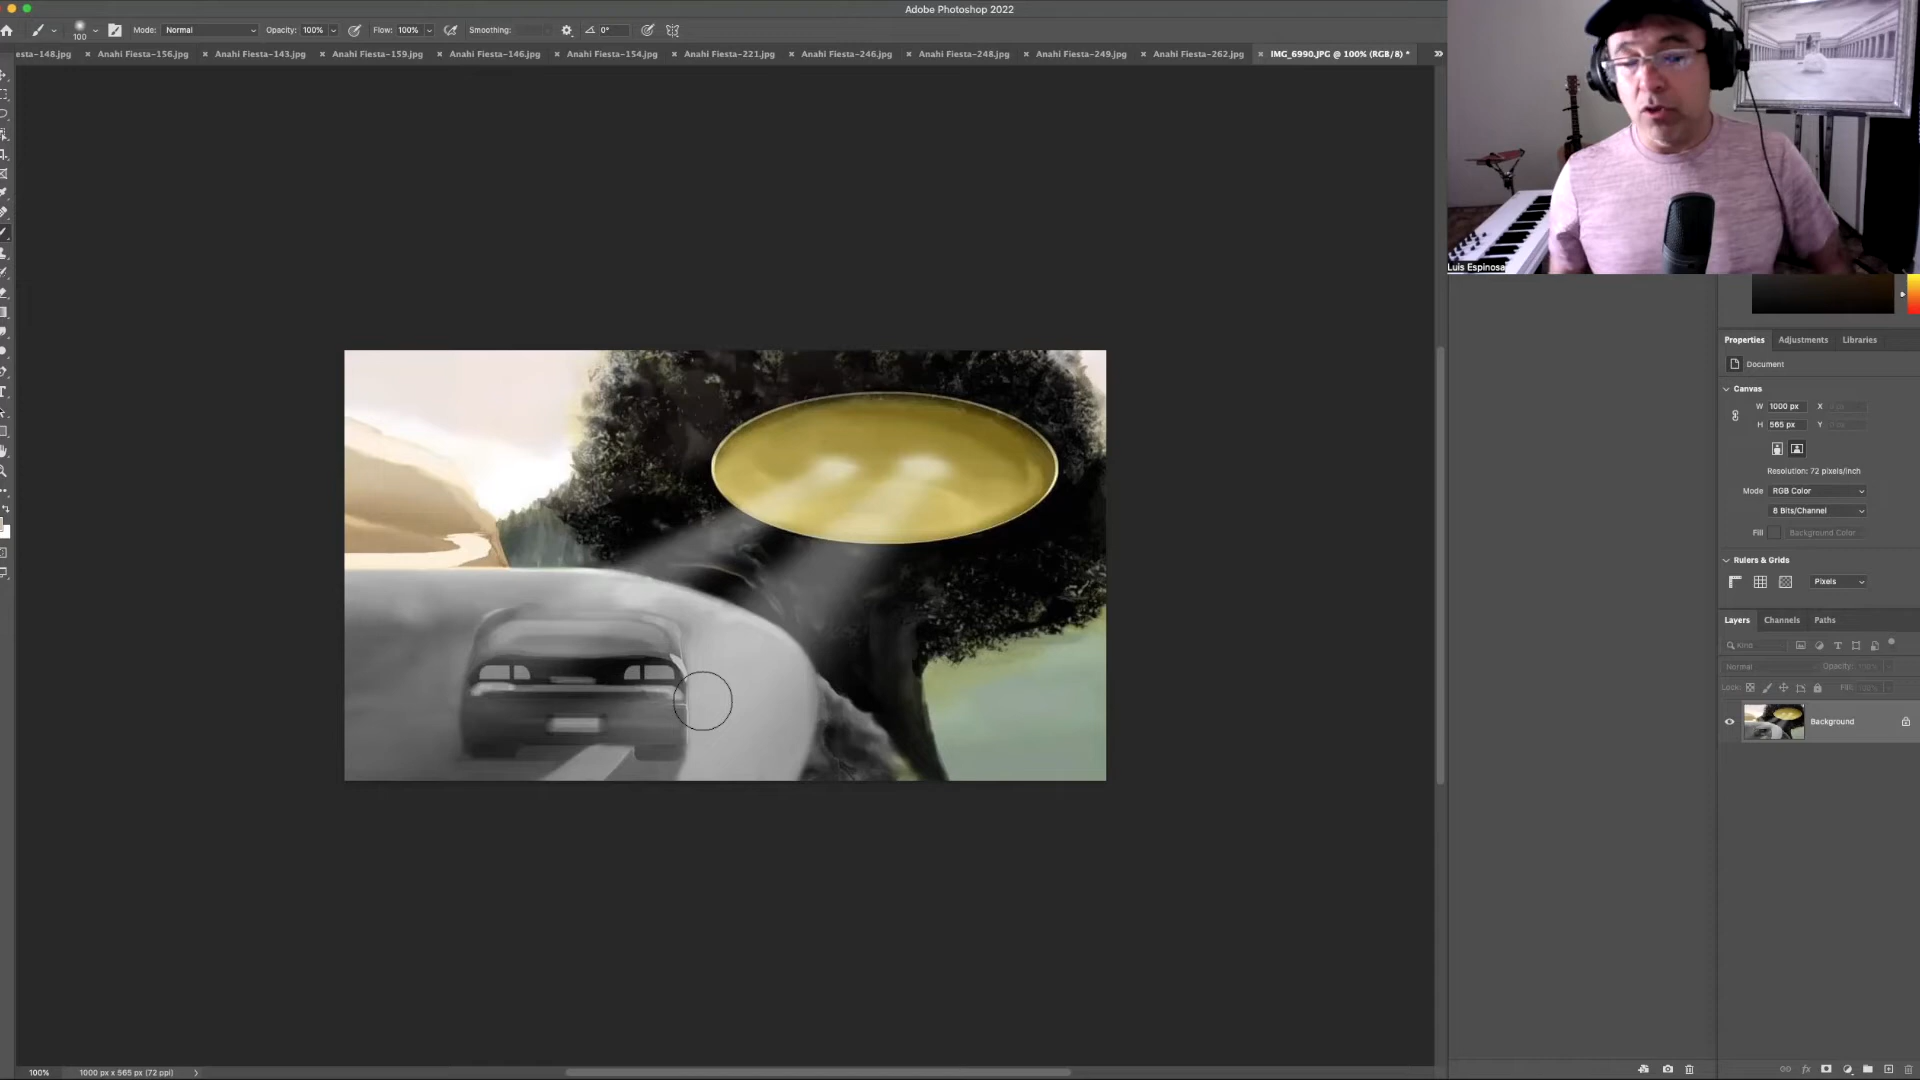 Adobe Photoshop 2022
100
Mode: Normal
Opacity: 100%
Flow: 100%
Smoothing:
0°
esta-148.jpg
Anahi Fiesta-156.jpg
Anahi Fiesta-143.jpg
Anahi Fiesta-159.jpg
Anahi Fiesta-146.jpg
Anahi Fiesta-154.jpg
Anahi Fiesta-221.jpg
Anahi Fiesta-246.jpg
Anahi Fiesta-248.jpg
Anahi Fiesta-249.jpg
Anahi Fiesta-262.jpg
IMG_6990.JPG @ 100% (RGB/8) *
Luis Espinosa
Properties
Adjustments
Libraries
Document
Canvas
W 1000 px X
H 565 px Y
Resolution: 72 pixels/inch
Mode RGB Color
8 Bits/Channel
Fill Background Color
Rulers & Grids
Pixels
Layers
Channels
Paths
Kind
Normal
Opacity: 100%
Lock:
Fill:
Background
fx
100%
1000 px x 565 px (72 ppi)